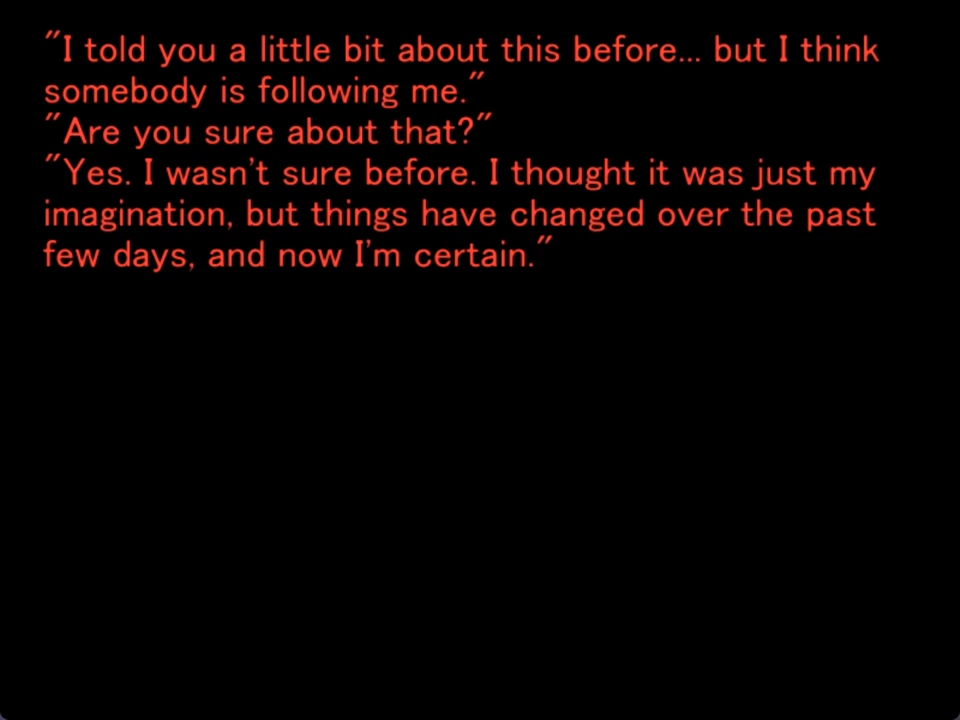 "I told you a little bit about this before... but I think
somebody is following me."
"Are you sure about that?"
"Yes. I wasn't sure before. I thought it was just my
imagination, but things have changed over the past
few days, and now I'm certain."